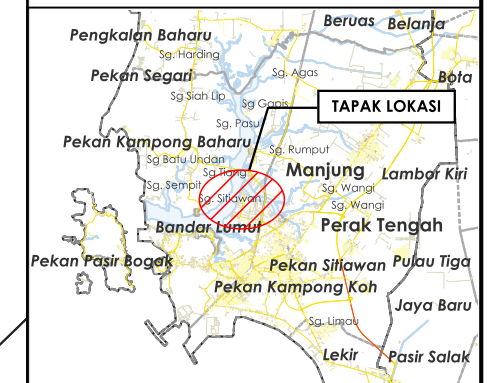 Beruas Belanja
Pengkalan Baharu
Sg. Harding
Pekan Segari
Sg. Agas
Bota
Sg Siah Lip
Sg Gapis
TAPAK LOKASI
Sg. Pasu
Pekan Kampong Baharu
Sg. Rumput
Sg Batu Undan
Sg Tiang
Manjung
Lambor Kiri
Sg. Sempit
Sg. Wangi
Sg. Sitiawan
Sg. Wangi
Bandar Lumut
Perak Tengah
Pekan Pasir Bogak
Pekan Sitiawan
Pulau Tiga
Pekan Kampong Koh
Jaya Baru
Sg. Limau
Lekir
Pasir Salak